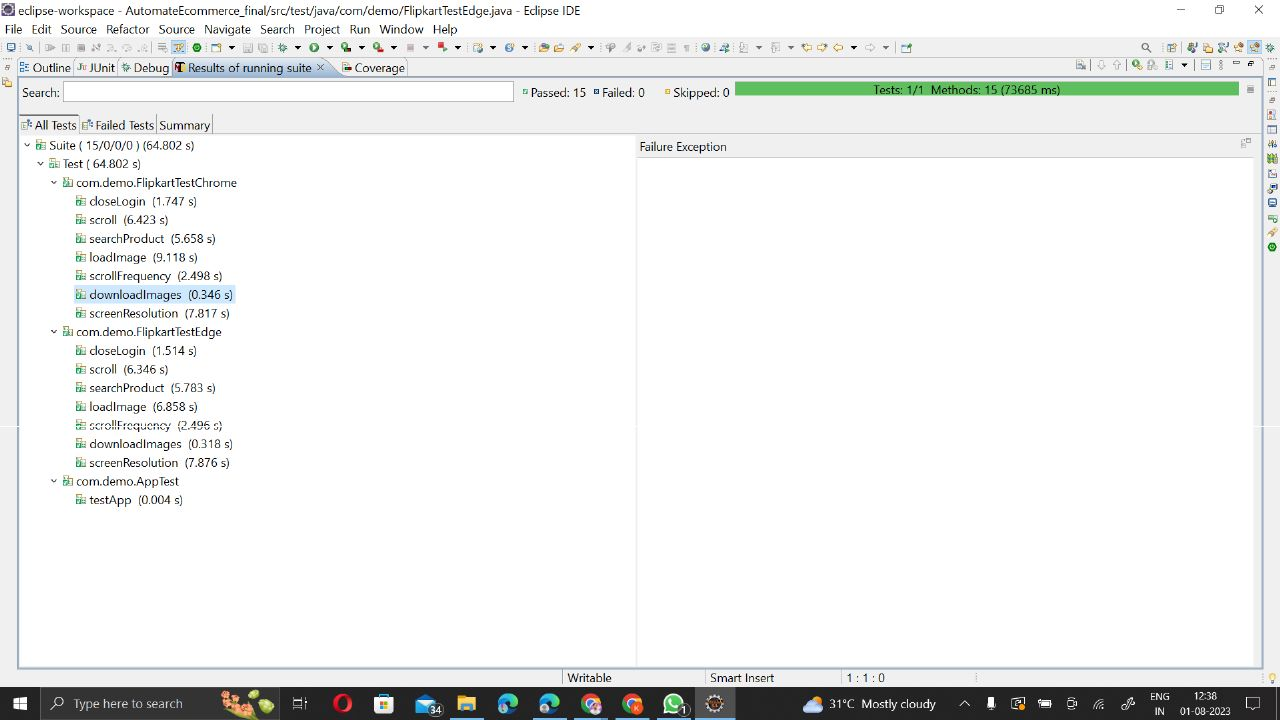 eclipse-workspace - AutomateEcommerce_final/src/test/java/com/demo/FlipkartTestEdge.java - Eclipse IDE
File Edit Source Refactor Source Navigate Search Project Run Window Help
Outline JUnit Debug Results of running suite Coverage
Search: Passed: 15 Failed: 0 Skipped: 0 Tests: 1/1 Methods: 15 (73685 ms)
All Tests Failed Tests Summary
Failure Exception
Suite ( 15/0/0/0 ) (64.802 s)
Test ( 64.802 s)
com.demo.FlipkartTestChrome
closeLogin (1.747 s)
scroll (6.423 s)
searchProduct (5.658 s)
loadImage (9.118 s)
scrollFrequency (2.498 s)
downloadImages (0.346 s)
screenResolution (7.817 s)
com.demo.FlipkartTestEdge
closeLogin (1.514 s)
scroll (6.346 s)
searchProduct (5.783 s)
loadImage (6.858 s)
scrollFrequency (2.496 s)
downloadImages (0.318 s)
screenResolution (7.876 s)
com.demo.AppTest
testApp (0.004 s)
Writable Smart Insert 1 : 1 : 0
Type here to search 34 1 31°C Mostly cloudy ENG IN 12:38 01-08-2023